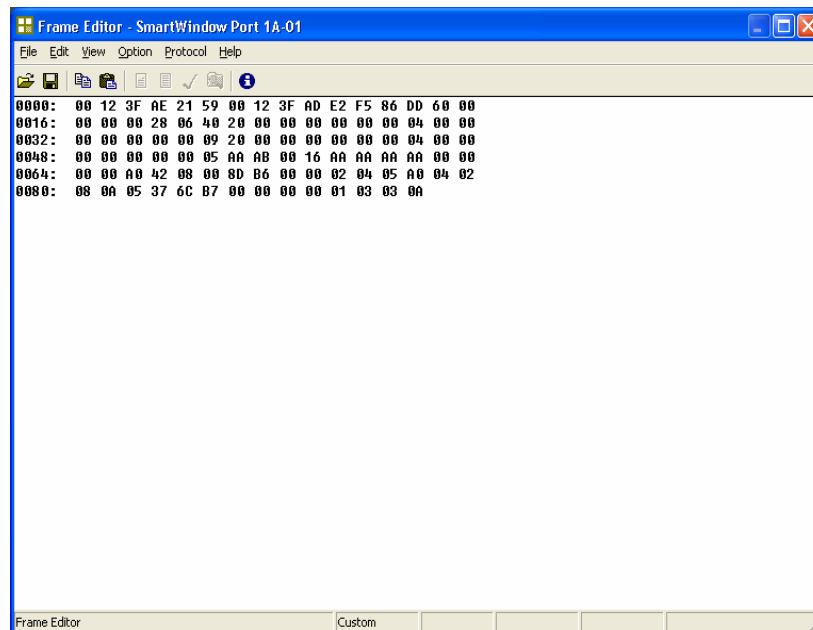 Frame Editor - SmartWindow Port 1A-01
File Edit View Option Protocol Help
0000: 00 12 3F AE 21 59 00 12 3F AD E2 F5 86 DD 60 00
0016: 00 00 00 28 06 40 20 00 00 00 00 00 00 04 00 00
0032: 00 00 00 00 00 09 20 00 00 00 00 00 00 04 00 00
0048: 00 00 00 00 00 05 AA AB 00 16 AA AA AA AA 00 00
0064: 00 00 A0 42 08 00 8D B6 00 00 02 04 05 A0 04 02
0080: 08 0A 05 37 6C B7 00 00 00 00 01 03 03 0A
Frame Editor Custom